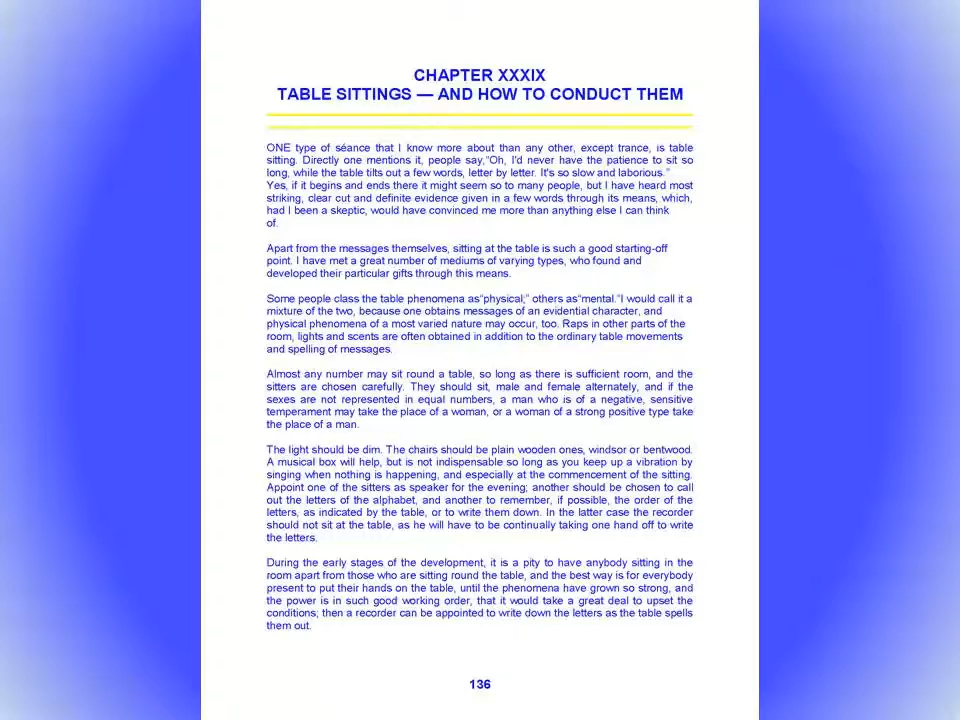 CHAPTER XXXIX
TABLE SITTINGS — AND HOW TO CONDUCT THEM
ONE type of séance that I know more about than any other, except trance, is table
sitting. Directly one mentions it, people say,“Oh, I'd never have the patience to sit so
long, while the table tilts out a few words, letter by letter. It's so slow and laborious.”
Yes, if it begins and ends there it might seem so to many people, but I have heard most
striking, clear cut and definite evidence given in a few words through its means, which,
had I been a skeptic, would have convinced me more than anything else I can think
of.
Apart from the messages themselves, sitting at the table is such a good starting-off
point. I have met a great number of mediums of varying types, who found and
developed their particular gifts through this means.
Some people class the table phenomena as“physical;” others as“mental.“I would call it a
mixture of the two, because one obtains messages of an evidential character, and
physical phenomena of a most varied nature may occur, too. Raps in other parts of the
room, lights and scents are often obtained in addition to the ordinary table movements
and spelling of messages.
Almost any number may sit round a table, so long as there is sufficient room, and the
sitters are chosen carefully. They should sit, male and female alternately, and if the
sexes are not represented in equal numbers, a man who is of a negative, sensitive
temperament may take the place of a woman, or a woman of a strong positive type take
the place of a man.
The light should be dim. The chairs should be plain wooden ones, windsor or bentwood.
A musical box will help, but is not indispensable so long as you keep up a vibration by
singing when nothing is happening, and especially at the commencement of the sitting.
Appoint one of the sitters as speaker for the evening; another should be chosen to call
out the letters of the alphabet, and another to remember, if possible, the order of the
letters, as indicated by the table, or to write them down. In the latter case the recorder
should not sit at the table, as he will have to be continually taking one hand off to write
the letters.
During the early stages of the development, it is a pity to have anybody sitting in the
room apart from those who are sitting round the table, and the best way is for everybody
present to put their hands on the table, until the phenomena have grown so strong, and
the power is in such good working order, that it would take a great deal to upset the
conditions; then a recorder can be appointed to write down the letters as the table spells
them out.
136